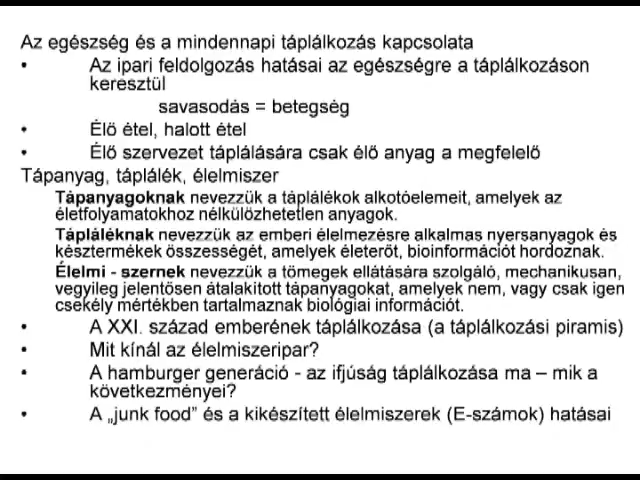 Az egészség és a mindennapi táplálkozás kapcsolata
• Az ipari feldolgozás hatásai az egészségre a táplálkozáson
keresztül
savasodás = betegség
• Élő étel, halott étel
• Élő szervezet táplálására csak élő anyag a megfelelő
Tápanyag, táplálék, élelmiszer
Tápanyagoknak nevezzük a táplálékok alkotóelemeit, amelyek az
életfolyamatokhoz nélkülözhetetlen anyagok.
Tápláléknak nevezzük az emberi élelmezésre alkalmas nyersanyagok és
késztermékek összességét, amelyek életerőt, bioinformációt hordoznak.
Élelmi - szernek nevezzük a tömegek ellátására szolgáló, mechanikusan,
vegyileg jelentősen átalakított tápanyagokat, amelyek nem, vagy csak igen
csekély mértékben tartalmaznak biológiai információt.
• A XXI. század emberének táplálkozása (a táplálkozási piramis)
• Mit kínál az élelmiszeripar?
• A hamburger generáció - az ifjúság táplálkozása ma – mik a
következményei?
• A „junk food” és a kikészített élelmiszerek (E-számok) hatásai